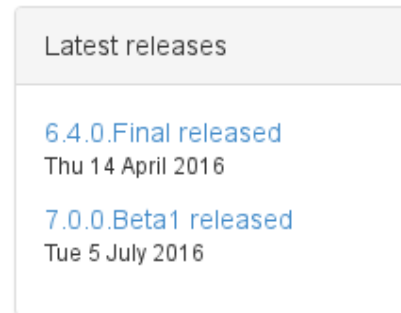 Latest releases
6.4.0.Final released
Thu 14 April 2016
7.0.0.Beta1 released
Tue 5 July 2016